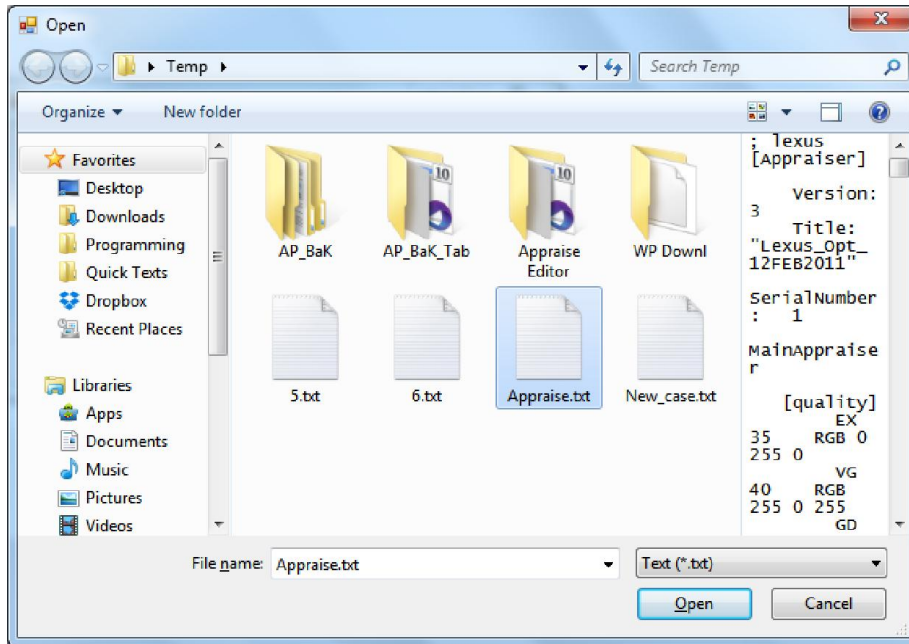 Open
Temp
Search Temp
Organize
New folder
Favorites
Desktop
Downloads
Programming
Quick Texts
Dropbox
Recent Places
Libraries
Apps
Documents
Music
Pictures
Videos
AP_BaK
AP_BaK_Tab
Appraise
Editor
WP Downl
5.txt
6.txt
Appraise.txt
New_case.txt
; lexus
[Appraiser]
Version:
3
Title:
"Lexus_Opt_
12FEB2011"
SerialNumber
: 1
MainAppraise
r
[quality]
EX
35 RGB 0
255 0
VG
40 RGB
255 0 255
GD
File name: Appraise.txt
Text (*.txt)
Open
Cancel